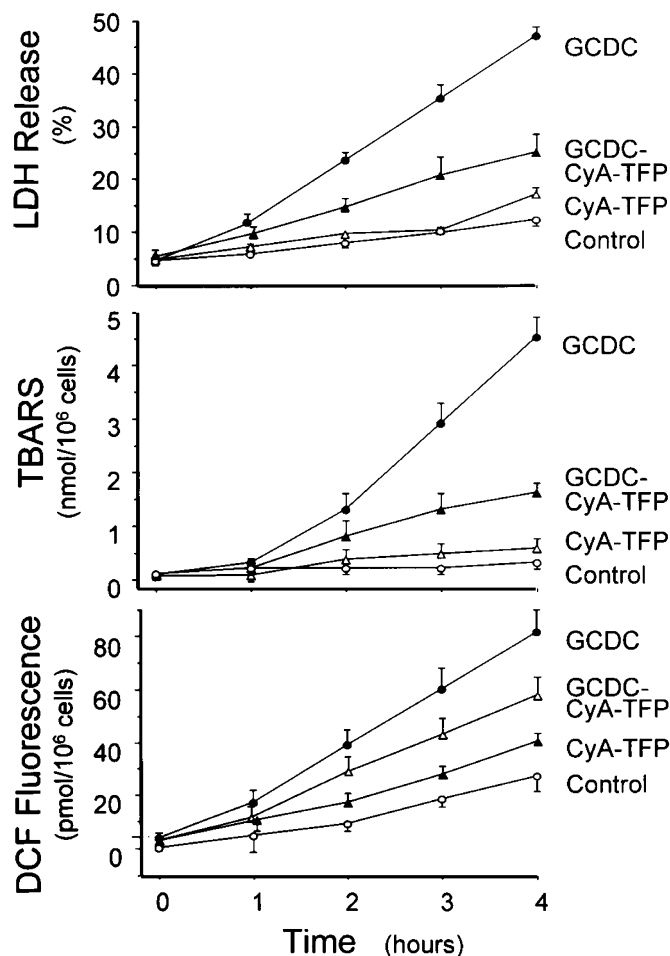 LDH Release
(%)
50
40
30
20
10
0
GCDC
GCDC-
CyA-TFP
CyA-TFP
Control
TBARS
(nmol/10⁶ cells)
5
4
3
2
1
0
GCDC
GCDC-
CyA-TFP
CyA-TFP
Control
DCF Fluorescence
(pmol/10⁶ cells)
80
60
40
20
0
GCDC
GCDC-
CyA-TFP
CyA-TFP
Control
0 1 2 3 4
Time (hours)